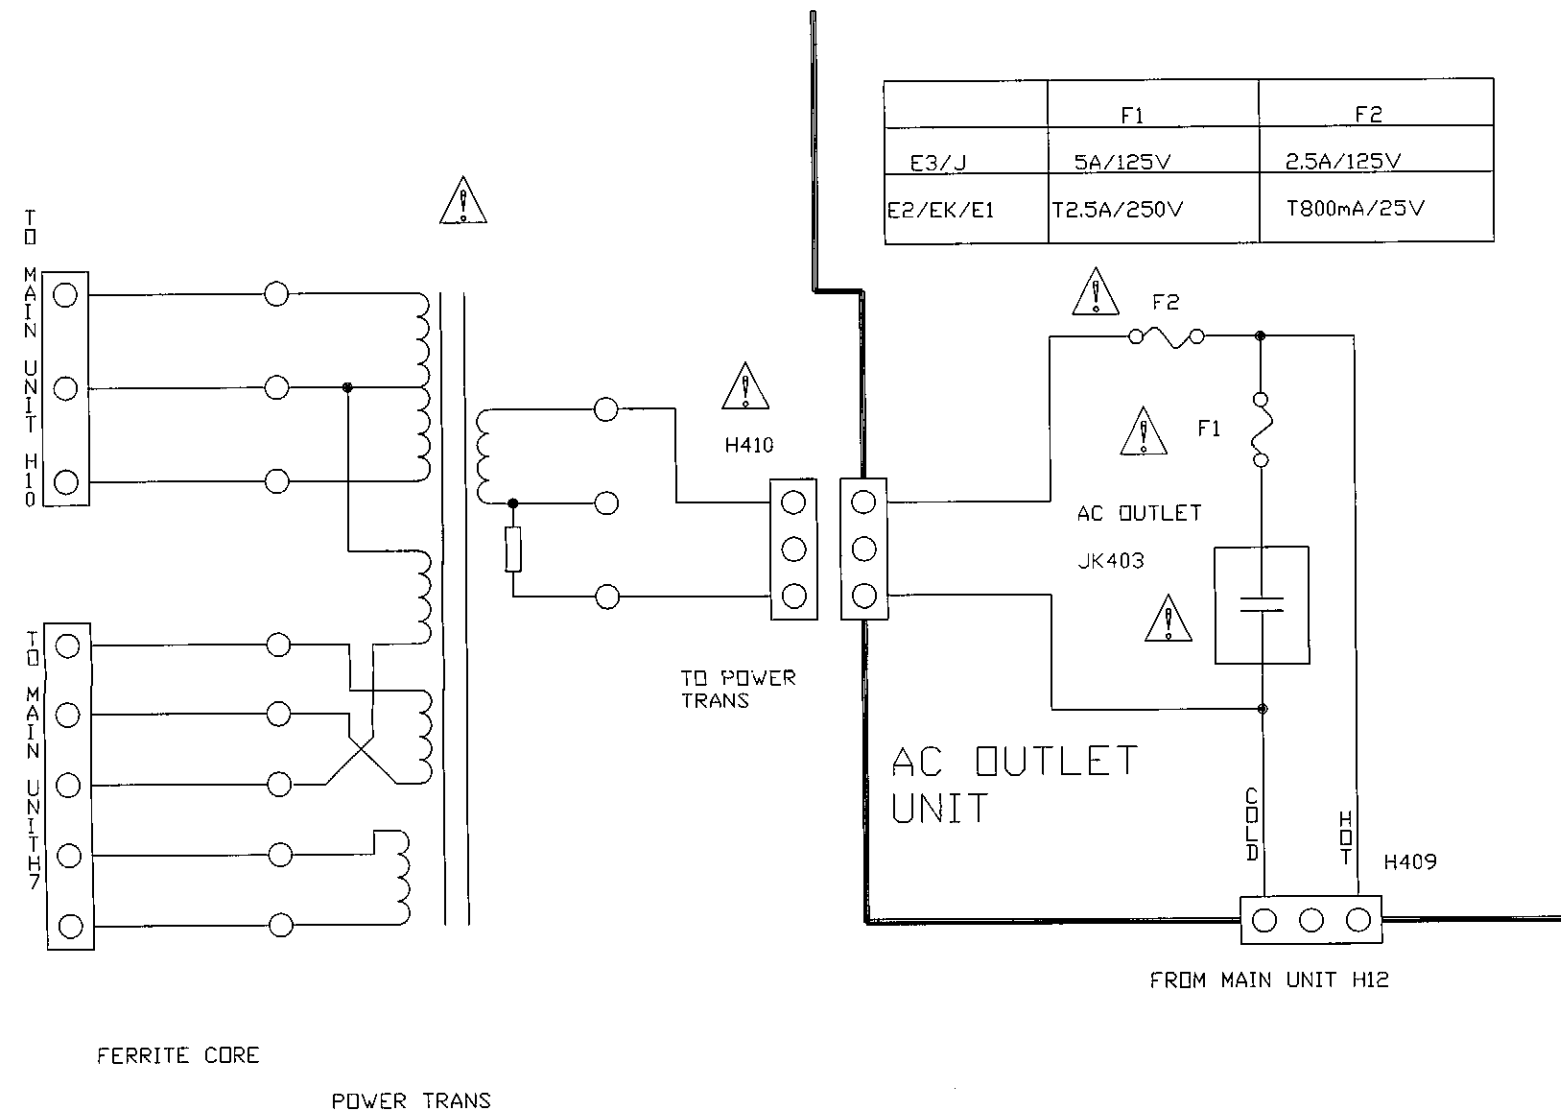 F1 F2
E3/J 5A/125V 2.5A/125V
E2/EK/E1 T2.5A/250V T800mA/25V
TO MAIN UNIT H10
F2
H410
F1
AC OUTLET
JK403
TO MAIN UNIT H7
TO POWER
TRANS
AC OUTLET
UNIT
COLD
HOT
H409
FROM MAIN UNIT H12
FERRITE CORE
POWER TRANS